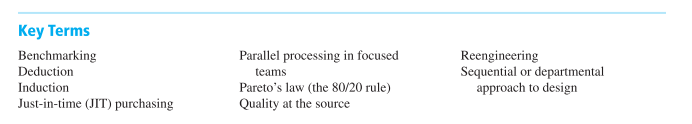 Key Terms
Benchmarking
Deduction
Induction
Just-in-time (JIT) purchasing
Parallel processing in focused
teams
Pareto's law (the 80/20 rule)
Quality at the source
Reengineering
Sequential or departmental
approach to design